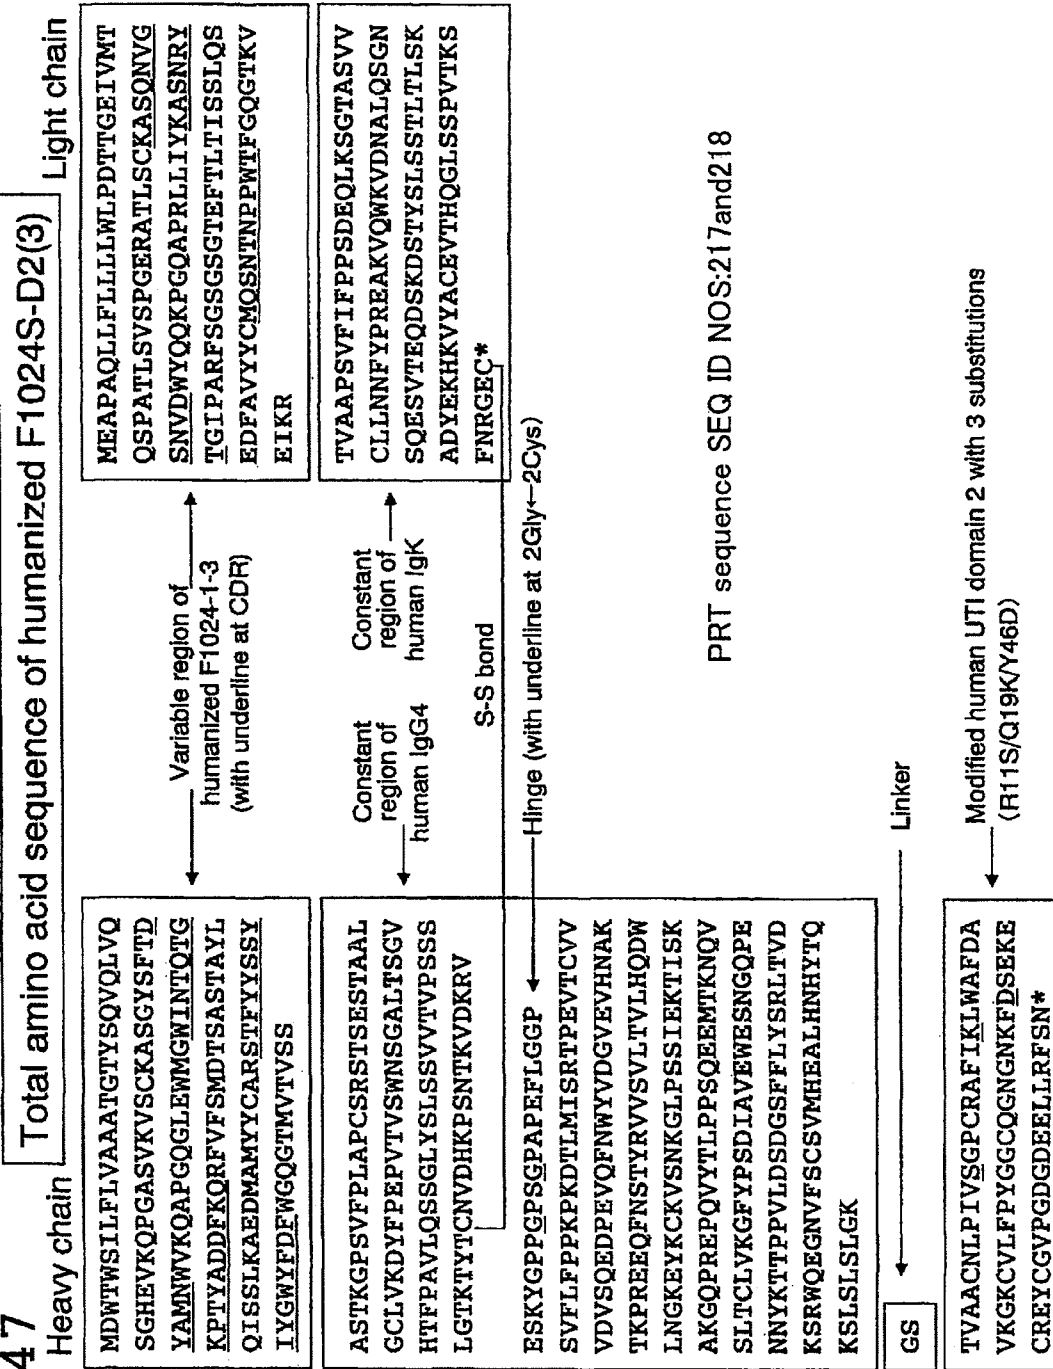 47
Total amino acid sequence of humanized F1024S-D2(3)
Heavy chain
MDWTWSILFLVAAATGTYSQVQLVQ
SGHEVKQPGASVKVSCKASGYSFTD
YAMNWVKQAPGQGLEWMGWINTQTG
KPTYADDFKQRFVFSMDTSASTAYL
QISSLKAEDMAMYYCARSTFYYSSY
IYGWYFDFWGQGTMVTVSS
Variable region of
humanized F1024-1-3
(with underline at CDR)
Light chain
MEAPAQLLFLLLLWLPDTTGEIVMT
QSPATLSVSPGERATLSCKASQNVG
SNVDWYQQKPGQAPRLLIYKASNRY
TGIPARFSGSGSGTEFTLTISSLQS
EDFAVYYCMQSNTNPPWTFGQGTKV
EIKR
ASTKGPSVFPLAPCSRSTSESTAAL
GCLVKDYFPEPVTVSWNSGALTSGV
HTFPAVLQSSGLYSLSSVVTVPSSS
LGTKTYTCNVDHKPSNTKVDKRV
Constant
region of
human IgG4
Constant
region of
human IgK
TVAAPSVFIFPPSDEQLKSGTASVV
CLLNNFYPREAKVQWKVDNALQSGN
SQESVTEQDSKDSTYSLSSTLTLSK
ADYEKHKVYACEVTHQGLSSPVTKS
FNRGEC*
S-S bond
ESKYGPPGPSGPAPEFLGGP
Hinge (with underline at 2Gly←2Cys)
SVFLFPPKPKDTLMISRTPEVTCVV
VDVSQEDPEVQFNWYVDGVEVHNAK
TKPREEQFNSTYRVVSVLTVLHQDW
LNGKEYKCKVSNKGLPSSIEKTISK
AKGQPREPQVYTLPPSQEEMTKNQV
SLTCLVKGFYPSDIAVEWESNGQPE
NNYKTTPPVLDSDGSFFLYSRLTVD
KSRWQEGNVFSCSVMHEALHNHYTQ
KSLSLSLGK
PRT sequence SEQ ID NOS:217and218
GS
Linker
TVAACNLPIVSGPCRAFIKLWAFDA
VKGKCVLFPYGGCQGNGNKFDSEKE
CREYCGVPGDGDEELLRFSN*
Modified human UTI domain 2 with 3 substitutions
(R11S/Q19K/Y46D)